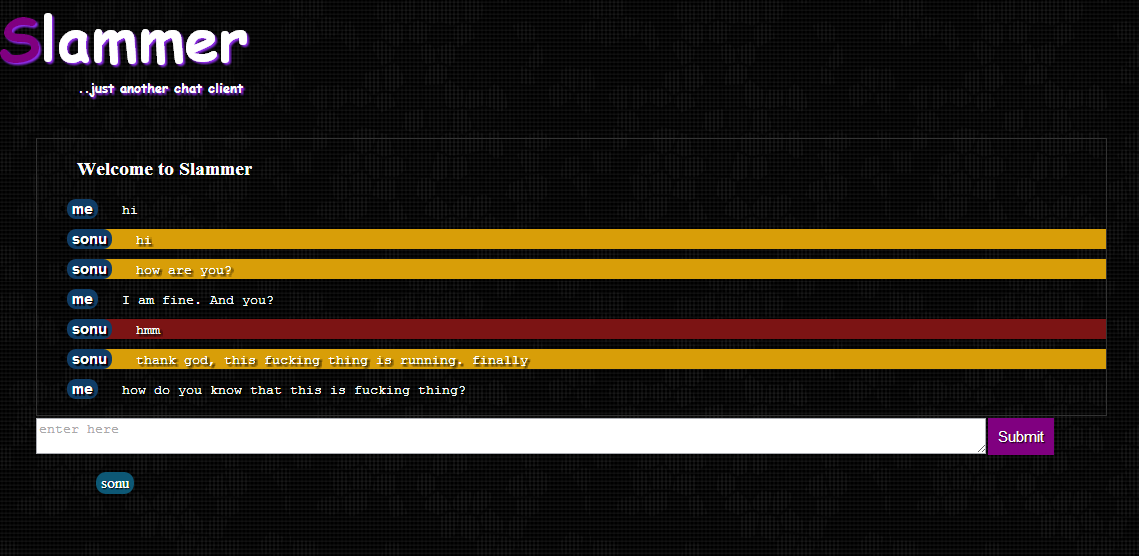 Slammer
..just another chat client
Welcome to Slammer
me hi
sonu hi
sonu how are you?
me I am fine. And you?
sonu hmm
sonu thank god, this fucking thing is running. finally
me how do you know that this is fucking thing?
enter here
Submit
sonu